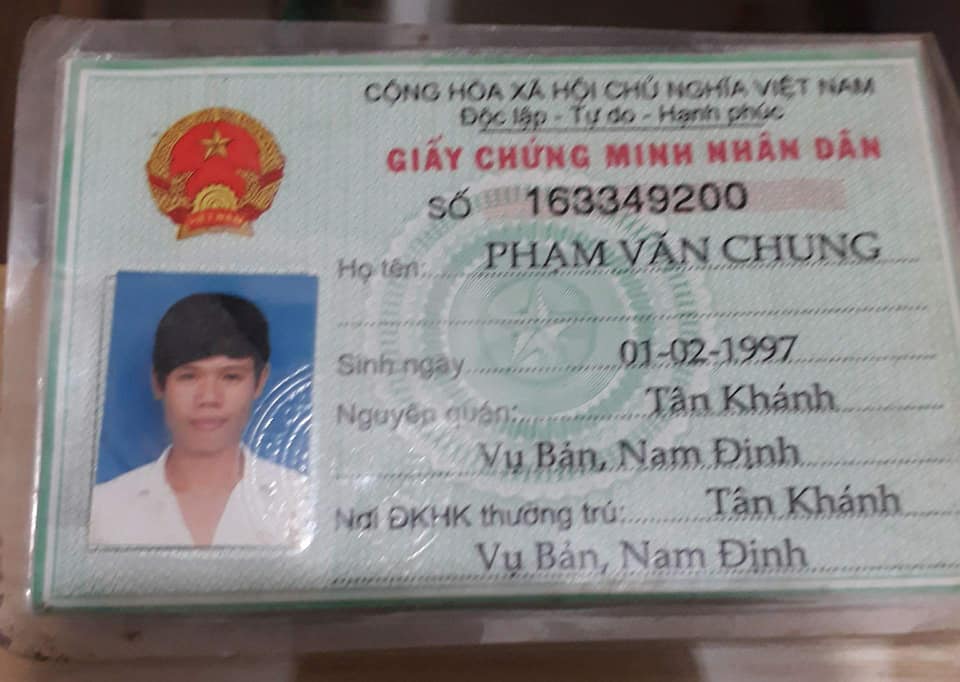 CỘNG HÒA XÃ HỘI CHỦ NGHĨA VIỆT NAM
Độc lập - Tự do - Hạnh phúc
GIẤY CHỨNG MINH NHÂN DÂN
SỐ 163349200
Họ tên: PHẠM VĂN CHUNG
Sinh ngày 01-02-1997
Nguyên quán: Tân Khánh
Vụ Bản, Nam Định
Nơi ĐKHK thường trú: Tân Khánh
Vụ Bản, Nam Định
VIỆT NAM